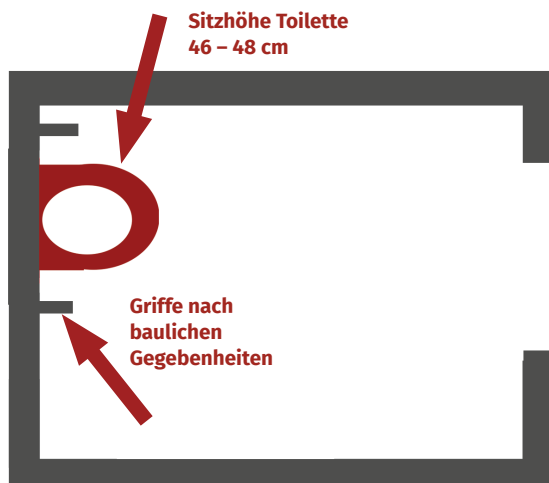 Sitzhöhe Toilette
46 – 48 cm
Griffe nach
baulichen
Gegebenheiten